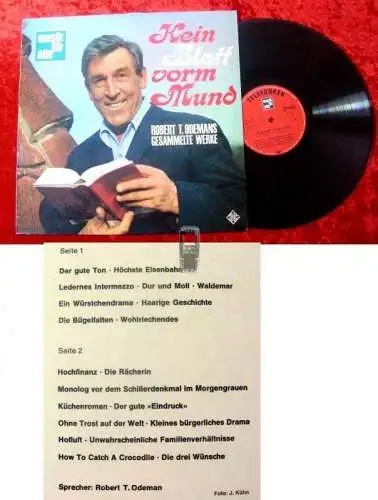 musik für alle
Kein
Blatt
vorm
Mund
ROBERT T. ODEMANS
GESAMMELTE WERKE
TELEFUNKEN
Seite 1
Der gute Ton · Höchste Eisenbahn
Ledernes Intermezzo · Dur und Moll · Waldemar
Ein Würstchendrama · Haarige Geschichte
Die Bügelfalten · Wohlriechendes
Seite 2
Hochfinanz · Die Rächerin
Monolog vor dem Schillerdenkmal im Morgengrauen
Küchenroman · Der gute »Eindruck«
Ohne Trost auf der Welt · Kleines bürgerliches Drama
Hofluft · Unwahrscheinliche Familienverhältnisse
How To Catch A Crocodile · Die drei Wünsche
Sprecher: Robert T. Odeman
Foto: J. Kühn